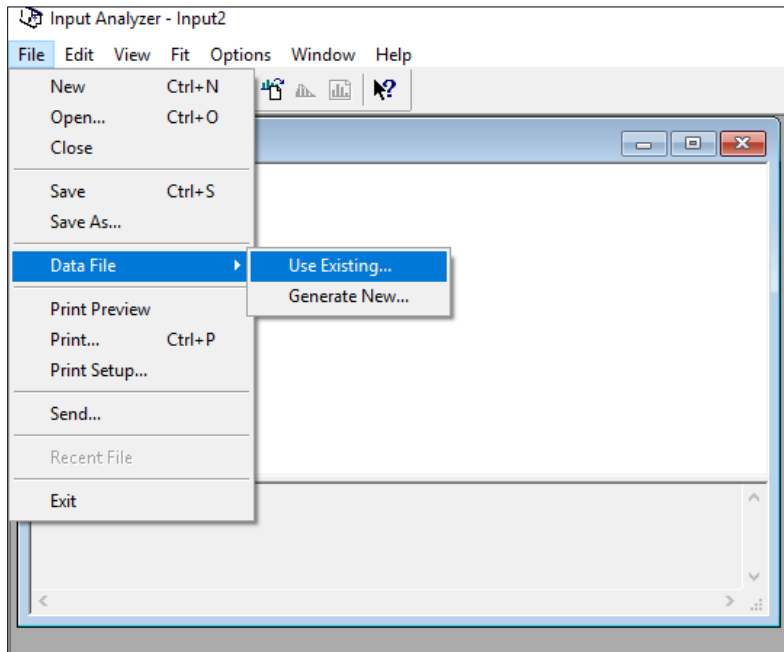 Input Analyzer - Input2
File Edit View Fit Options Window Help
New Ctrl+N
Open... Ctrl+O
Close
Save Ctrl+S
Save As...
Data File
Use Existing...
Generate New...
Print Preview
Print... Ctrl+P
Print Setup...
Send...
Recent File
Exit